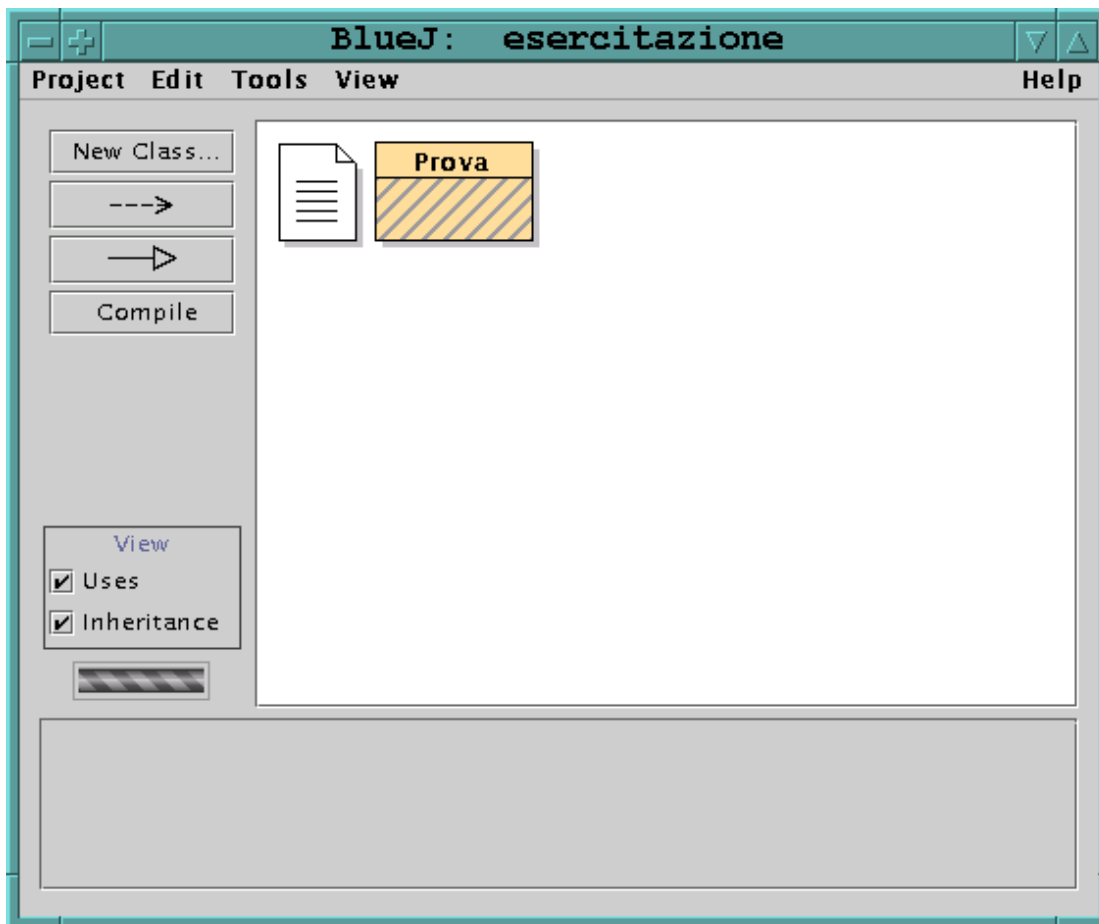 BlueJ: esercitazione
Project Edit Tools View Help
New Class...
Prova
Compile
View
Uses
Inheritance